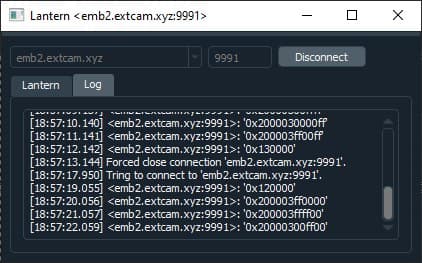 Lantern <emb2.extcam.xyz:9991>
emb2.extcam.xyz
9991
Disconnect
Lantern
Log
[18:57:10.140] <emb2.extcam.xyz:9991>: '0x2000030000ff'
[18:57:11.141] <emb2.extcam.xyz:9991>: '0x200003ff00ff'
[18:57:12.142] <emb2.extcam.xyz:9991>: '0x130000'
[18:57:13.144] Forced close connection 'emb2.extcam.xyz:9991'.
[18:57:17.950] Tring to connect to 'emb2.extcam.xyz:9991'.
[18:57:19.055] <emb2.extcam.xyz:9991>: '0x120000'
[18:57:20.056] <emb2.extcam.xyz:9991>: '0x200003ff0000'
[18:57:21.057] <emb2.extcam.xyz:9991>: '0x200003ffff00'
[18:57:22.059] <emb2.extcam.xyz:9991>: '0x20000300ff00'